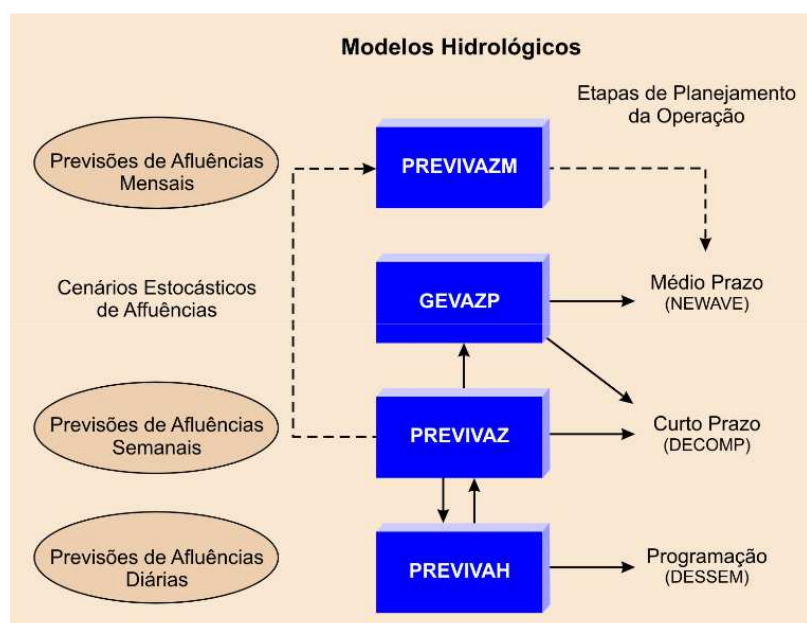 Modelos Hidrológicos
Etapas de Planejamento
da Operação
Previsões de Afluências
Mensais
PREVIVAZM
Cenários Estocásticos
de Affuências
GEVAZP
Médio Prazo
(NEWAVE)
Previsões de Afluências
Semanais
PREVIVAZ
Curto Prazo
(DECOMP)
Previsões de Afluências
Diárias
PREVIVAH
Programação
(DESSEM)